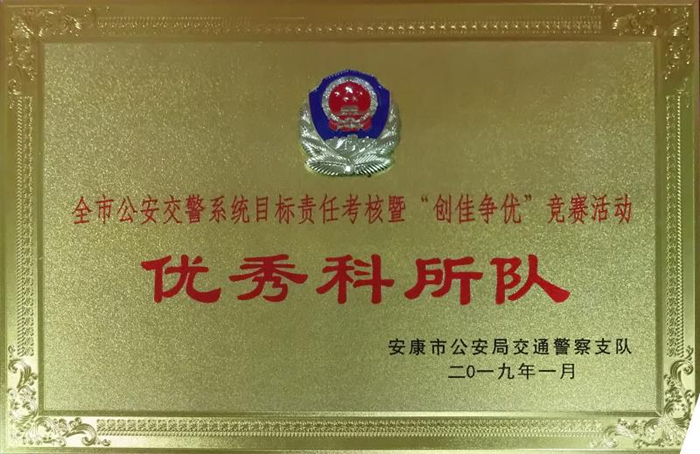 全市公安交警系统目标责任考核暨“创佳争优”竞赛活动
优秀科所队
安康市公安局交通警察支队
二0一九年一月